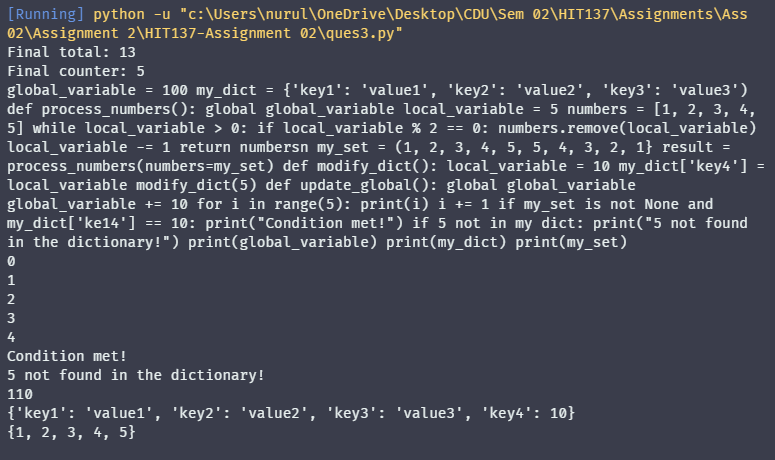 [Running] python -u "c:\Users\nurul\OneDrive\Desktop\CDU\Sem 02\HIT137\Assignments\Ass
02\Assignment 2\HIT137-Assignment 02\ques3.py"
Final total: 13
Final counter: 5
global_variable = 100 my_dict = {'key1': 'value1', 'key2': 'value2', 'key3': 'value3')
def process_numbers(): global global_variable local_variable = 5 numbers = [1, 2, 3, 4,
5] while local_variable > 0: if local_variable % 2 == 0: numbers.remove(local_variable)
local_variable -= 1 return numbersn my_set = (1, 2, 3, 4, 5, 5, 4, 3, 2, 1} result =
process_numbers(numbers=my_set) def modify_dict(): local_variable = 10 my_dict['key4'] =
local_variable modify_dict(5) def update_global(): global global_variable
global_variable += 10 for i in range(5): print(i) i += 1 if my_set is not None and
my_dict['ke14'] == 10: print("Condition met!") if 5 not in my dict: print("5 not found
in the dictionary!") print(global_variable) print(my_dict) print(my_set)
0
1
2
3
4
Condition met!
5 not found in the dictionary!
110
{'key1': 'value1', 'key2': 'value2', 'key3': 'value3', 'key4': 10}
{1, 2, 3, 4, 5}